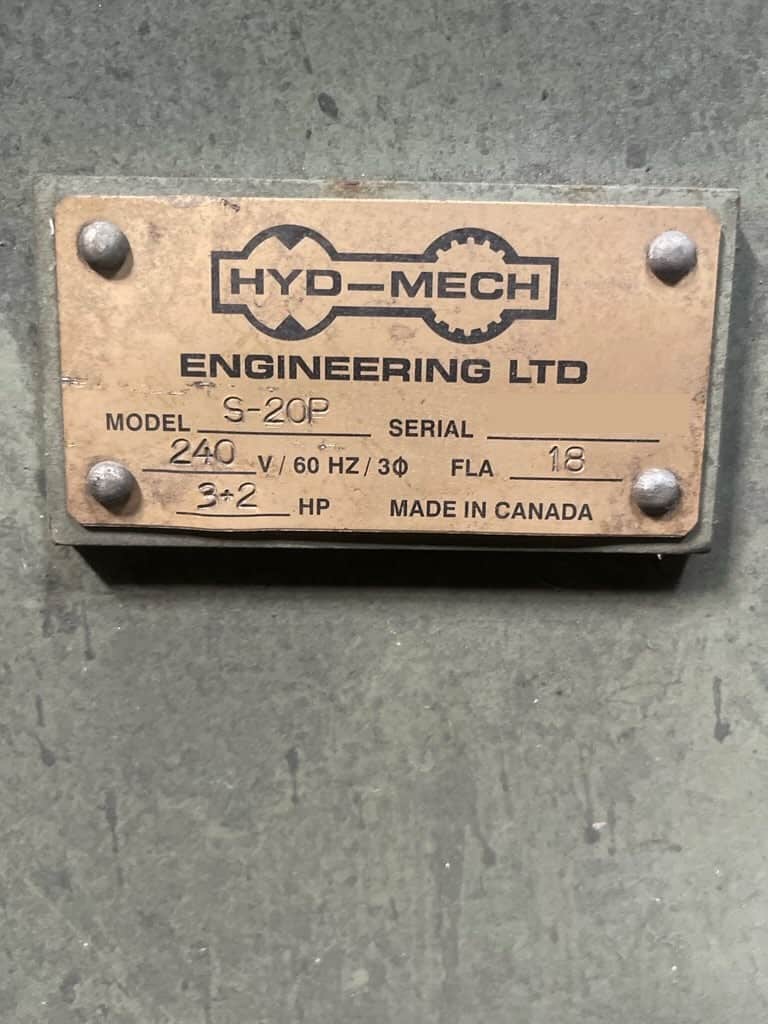 HYD-MECH
ENGINEERING LTD
MODEL S-20P SERIAL
240 V/60 HZ/3Φ FLA 18
3+2 HP MADE IN CANADA